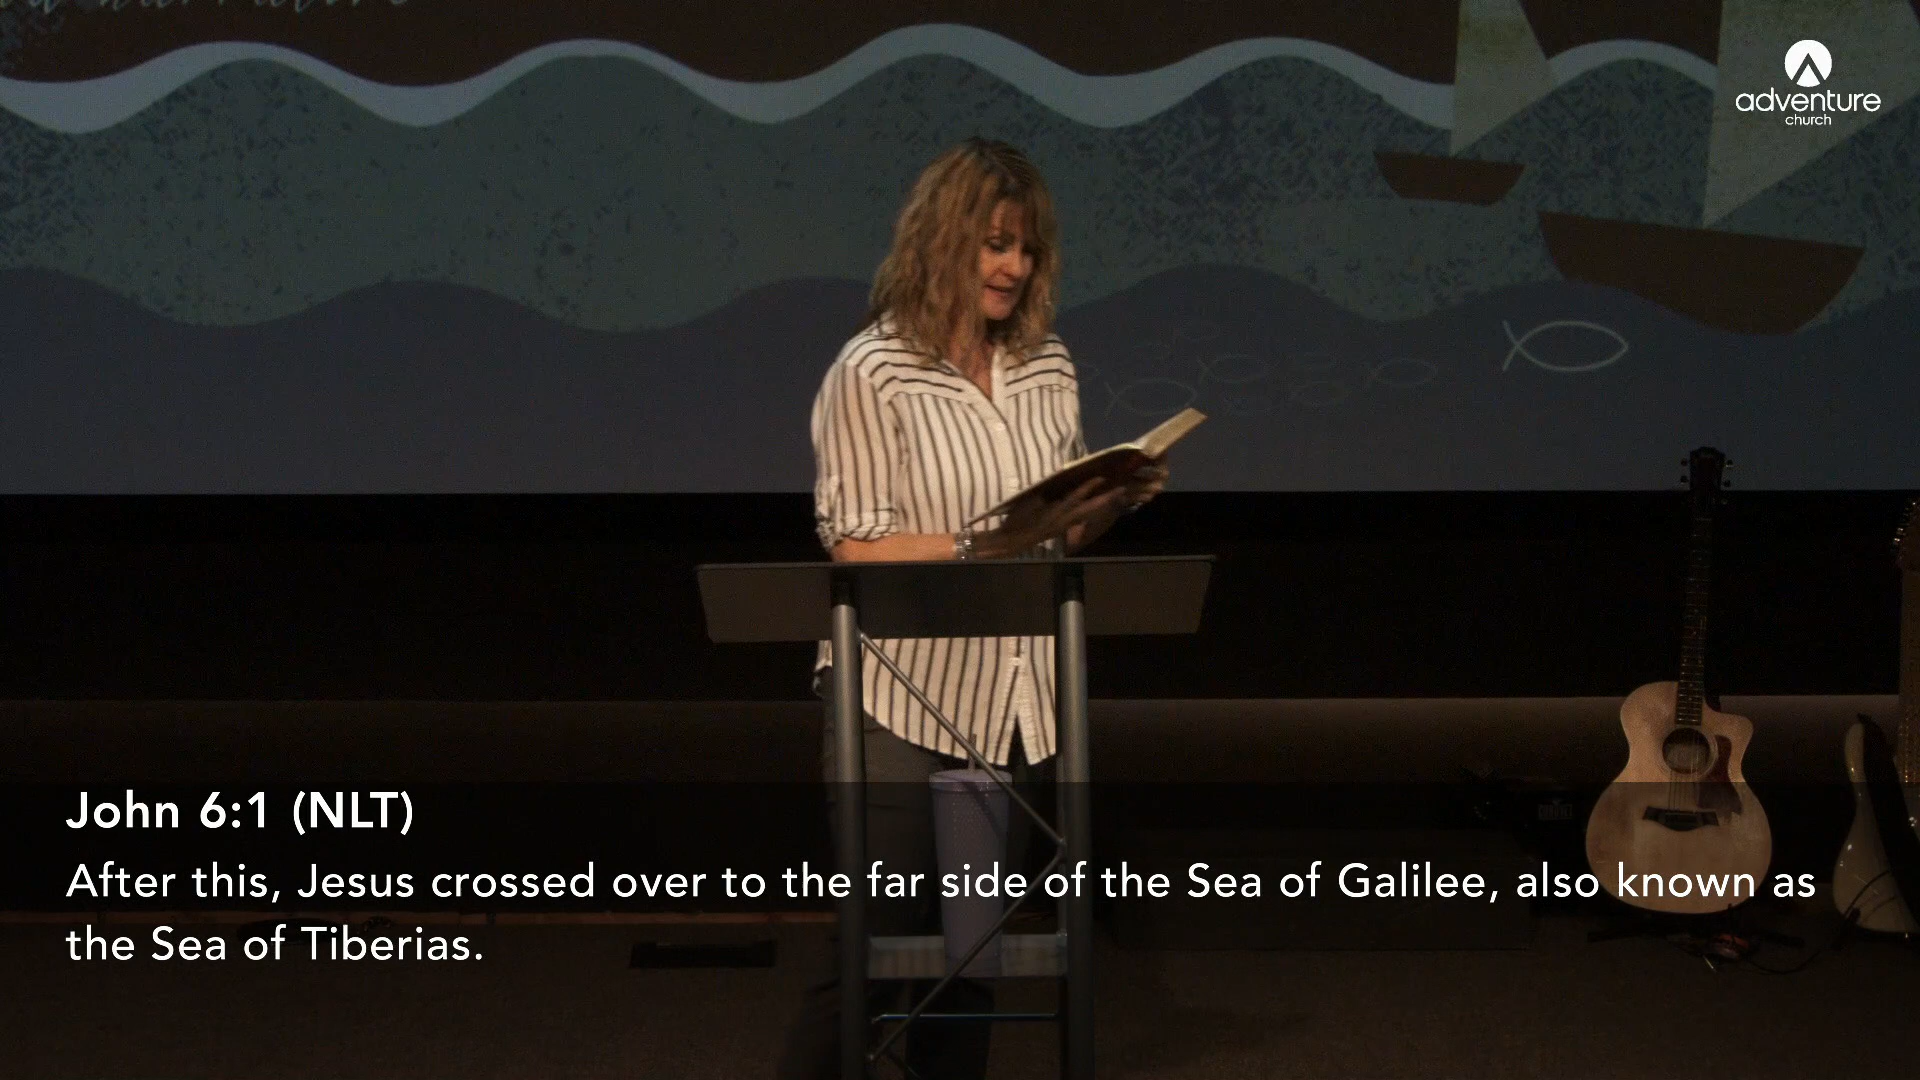 adventure
church
John 6:1 (NLT)
After this, Jesus crossed over to the far side of the Sea of Galilee, also known as
the Sea of Tiberias.